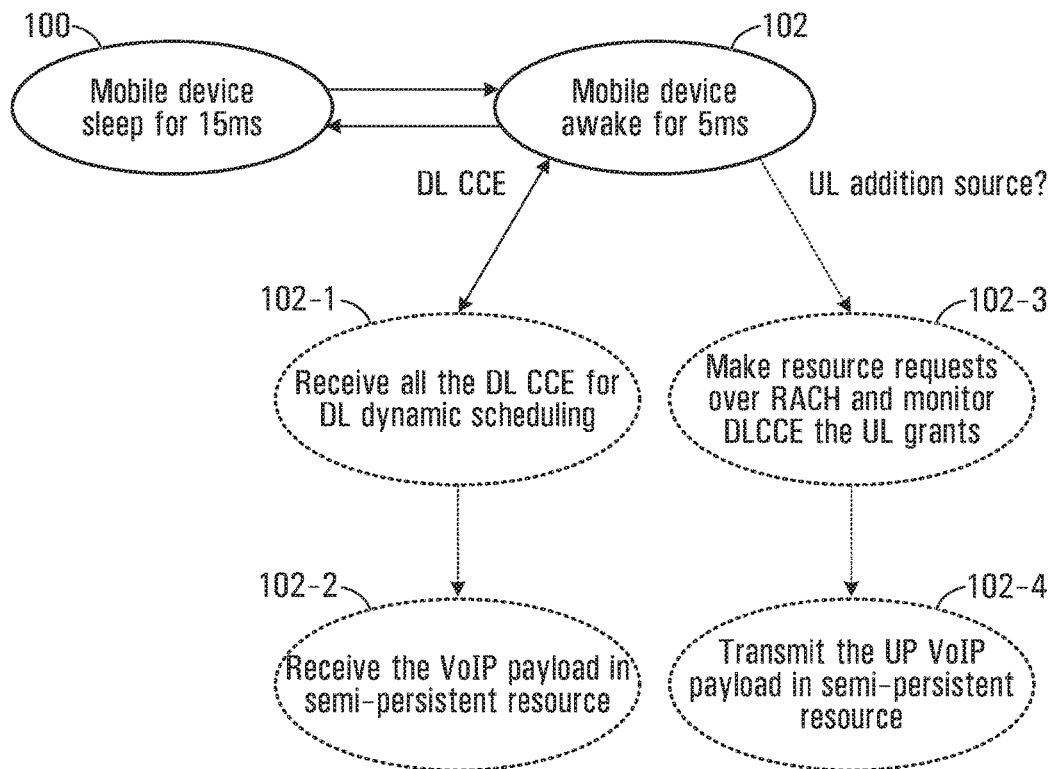 100
102
Mobile device
sleep for 15ms
Mobile device
awake for 5ms
DL CCE
UL addition source?
102-1
102-3
Receive all the DL CCE for
DL dynamic scheduling
Make resource requests
over RACH and monitor
DLCCE the UL grants
102-2
102-4
Receive the VoIP payload in
semi-persistent resource
Transmit the UP VoIP
payload in semi-persistent
resource